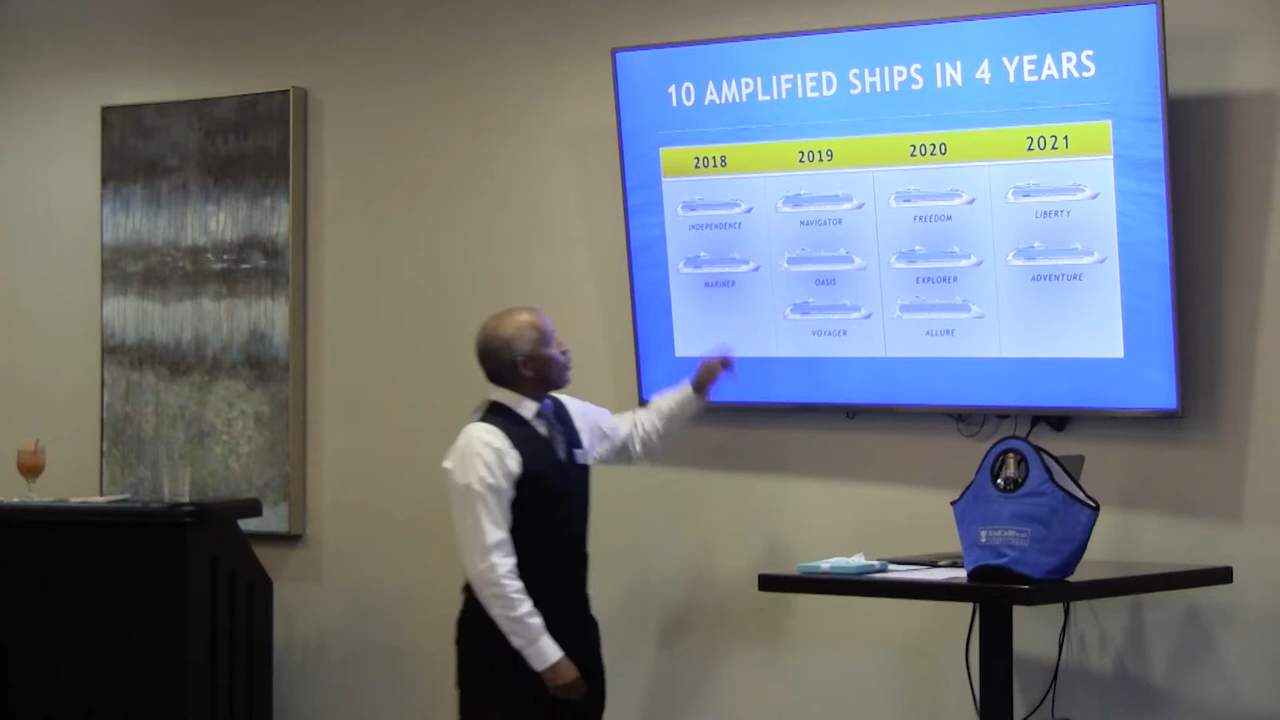 10 AMPLIFIED SHIPS IN 4 YEARS
2018 2019 2020 2021
INDEPENDENCE NAVIGATOR FREEDOM LIBERTY
MARINER OASIS EXPLORER ADVENTURE
VOYAGER ALLURE